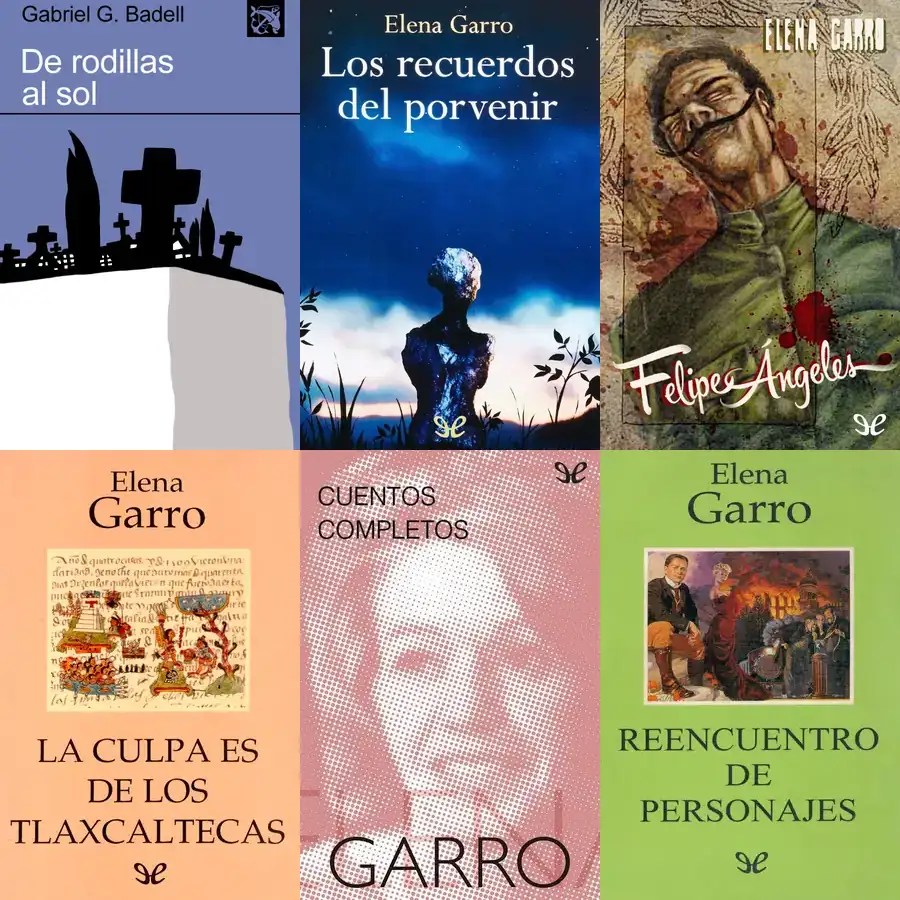 Gabriel G. Badell
De rodillas
al sol
Elena Garro
Los recuerdos
del porvenir
ELENA GARRO
Felipe Ángeles
Elena
Garro
LA CULPA ES
DE LOS
TLAXCALTECAS
CUENTOS
COMPLETOS
ELENA
GARRO
Elena
Garro
REENCUENTRO
DE
PERSONAJES